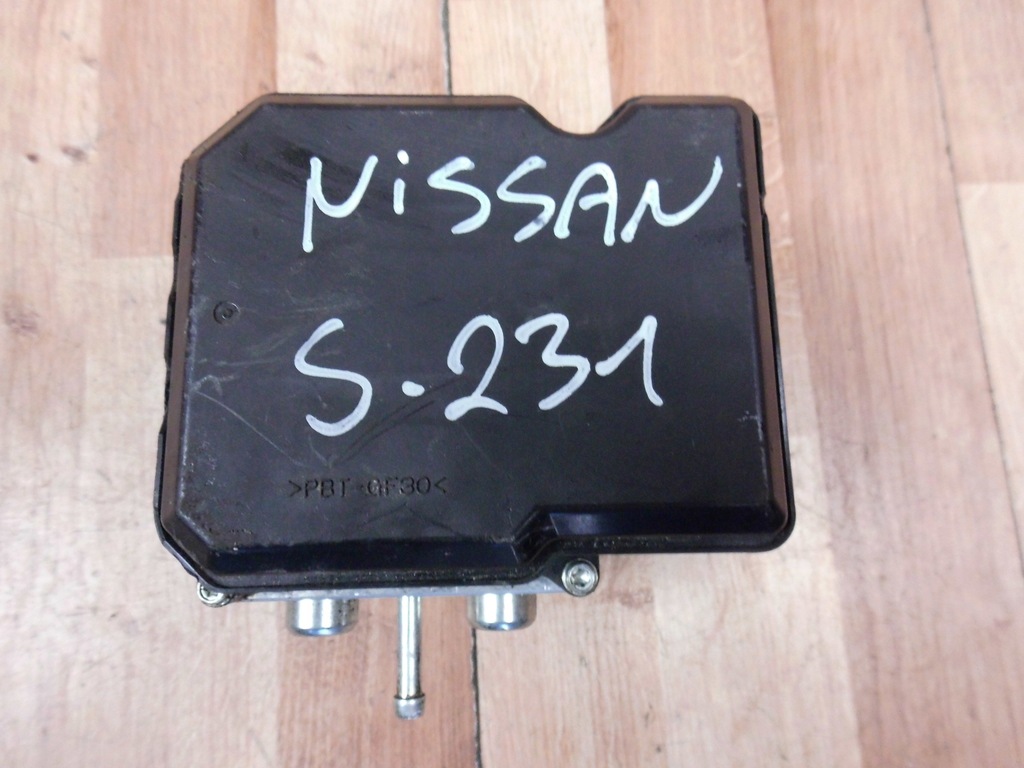 NiSSAN
S-231
>PBT-GF30<